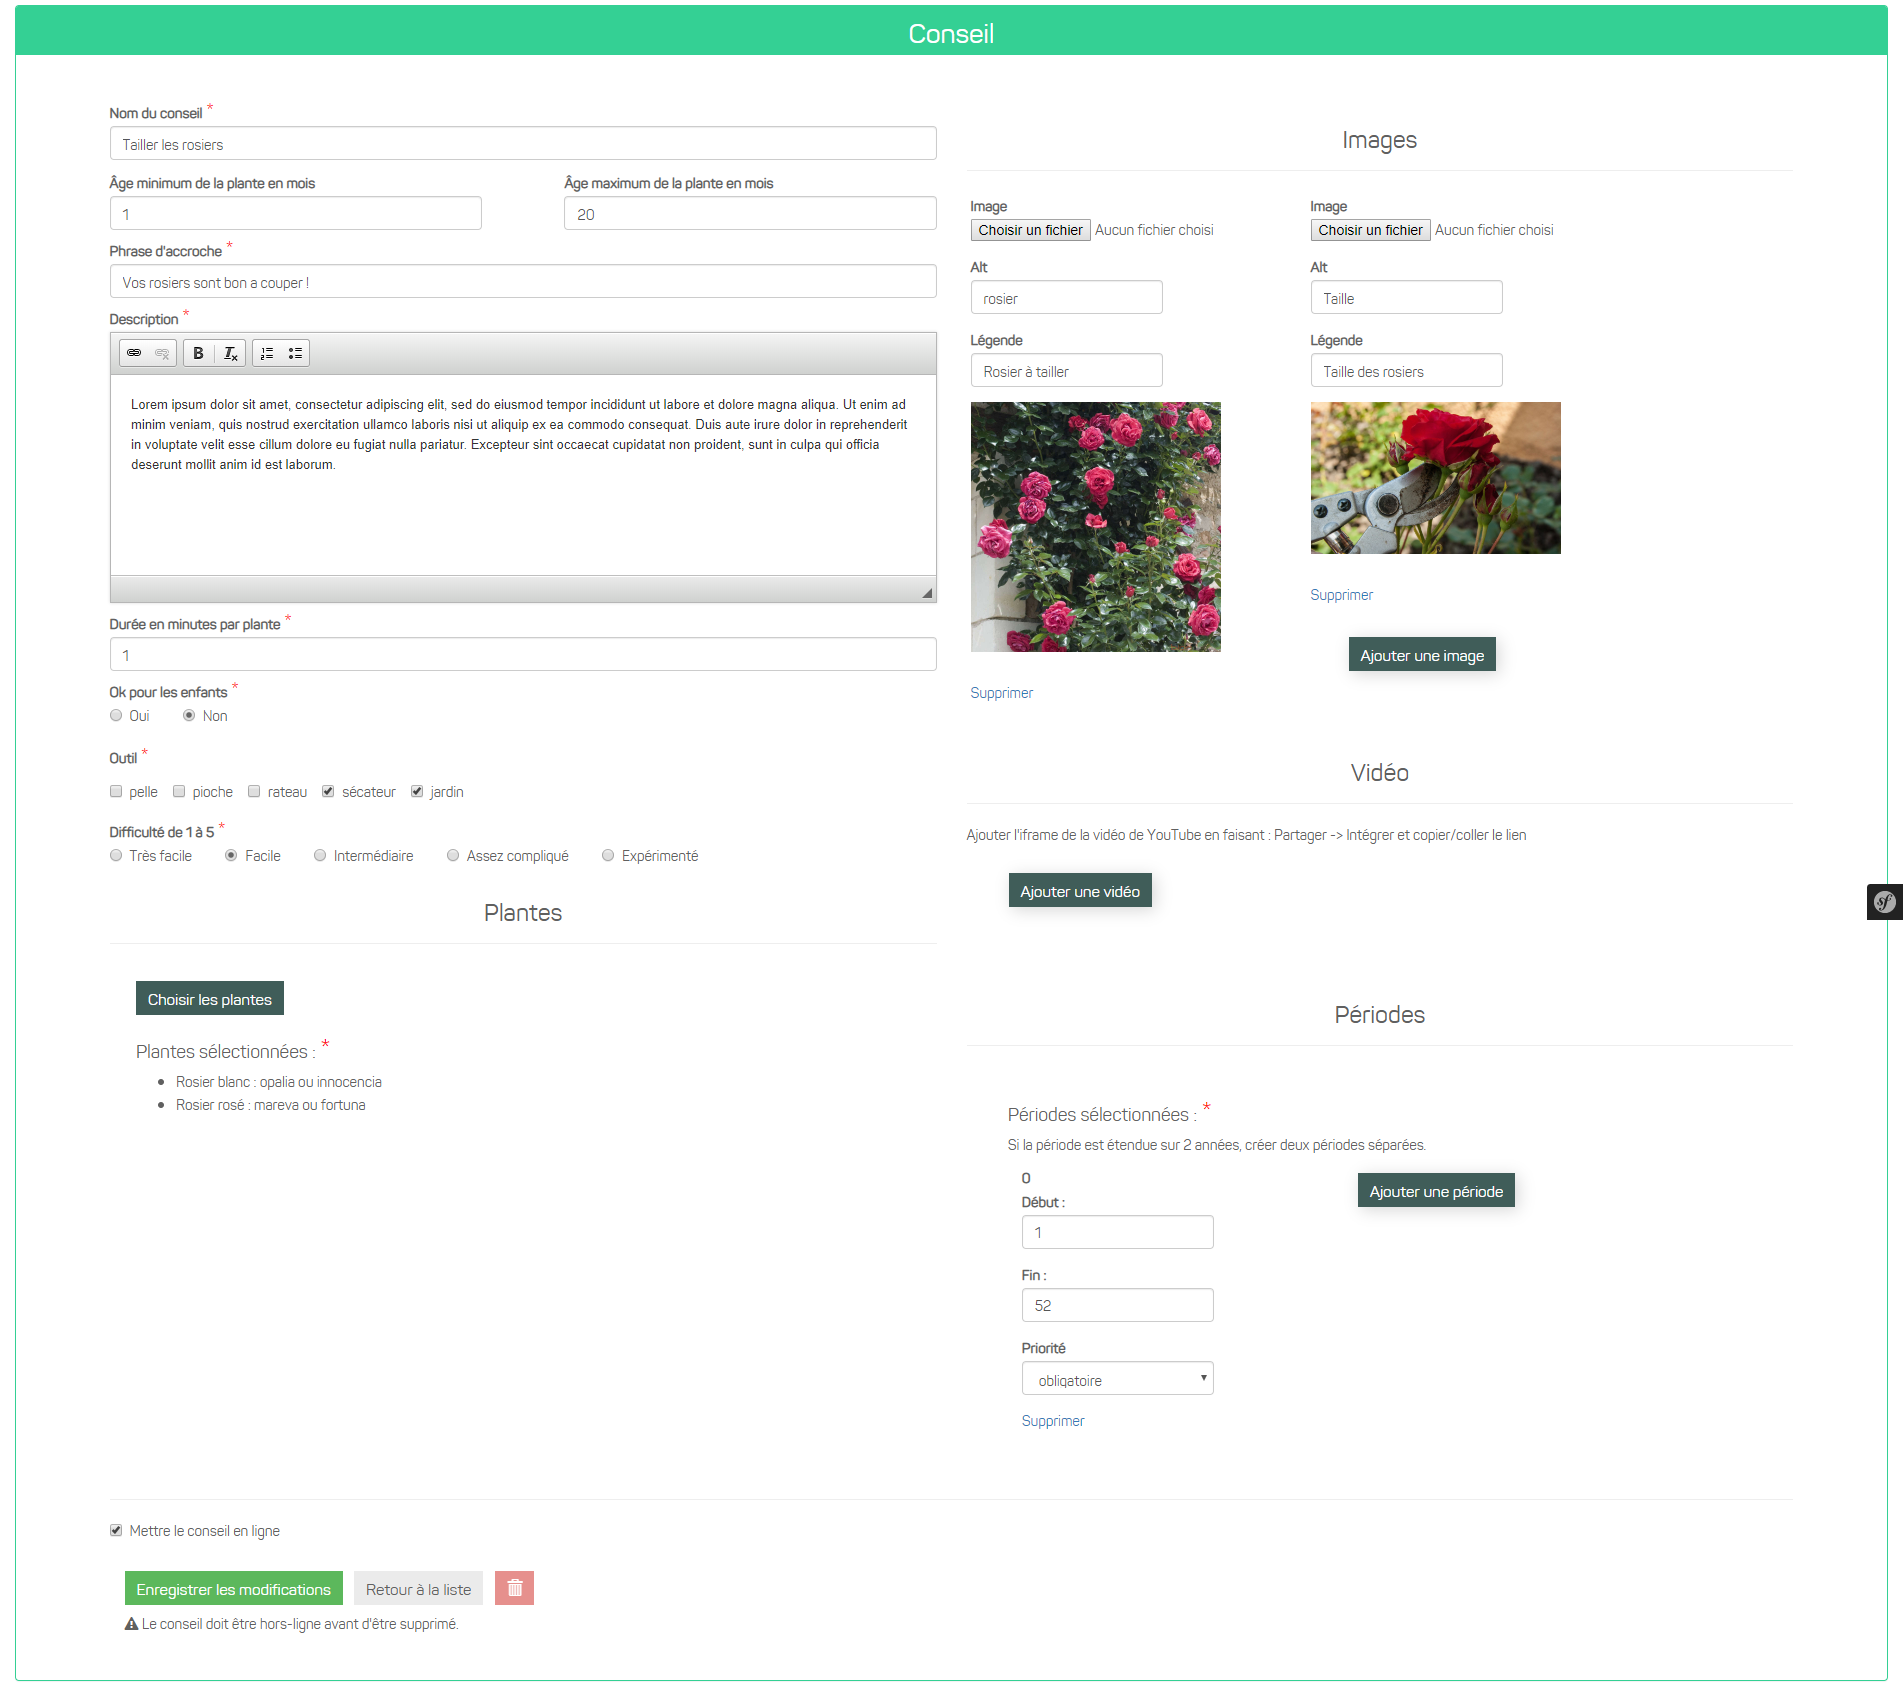 Conseil
Nom du conseil *
Tailler les rosiers
Âge minimum de la plante en mois
1
Âge maximum de la plante en mois
20
Phrase d'accroche *
Vos rosiers sont bon a couper !
Description *
B Tx
Lorem ipsum dolor sit amet, consectetur adipiscing elit, sed do eiusmod tempor incididunt ut labore et dolore magna aliqua. Ut enim ad
minim veniam, quis nostrud exercitation ullamco laboris nisi ut aliquip ex ea commodo consequat. Duis aute irure dolor in reprehenderit
in voluptate velit esse cillum dolore eu fugiat nulla pariatur. Excepteur sint occaecat cupidatat non proident, sunt in culpa qui officia
deserunt mollit anim id est laborum.
Durée en minutes par plante *
1
Ok pour les enfants *
Oui Non
Outil *
pelle pioche rateau sécateur jardin
Difficulté de 1 à 5 *
Très facile Facile Intermédiaire Assez compliqué Expérimenté
Plantes
Choisir les plantes
Plantes sélectionnées : *
• Rosier blanc : opalia ou innocencia
• Rosier rosé : mareva ou fortuna
Images
Image
Choisir un fichier Aucun fichier choisi
Alt
rosier
Légende
Rosier à tailler
Supprimer
Image
Choisir un fichier Aucun fichier choisi
Alt
Taille
Légende
Taille des rosiers
Supprimer
Ajouter une image
Vidéo
Ajouter l'iframe de la vidéo de YouTube en faisant : Partager -> Intégrer et copier/coller le lien
Ajouter une vidéo
sf
Périodes
Périodes sélectionnées : *
Si la période est étendue sur 2 années, créer deux périodes séparées.
0
Début :
1
Fin :
52
Priorité
obligatoire
Supprimer
Ajouter une période
Mettre le conseil en ligne
Enregistrer les modifications Retour à la liste
Le conseil doit être hors-ligne avant d'être supprimé.